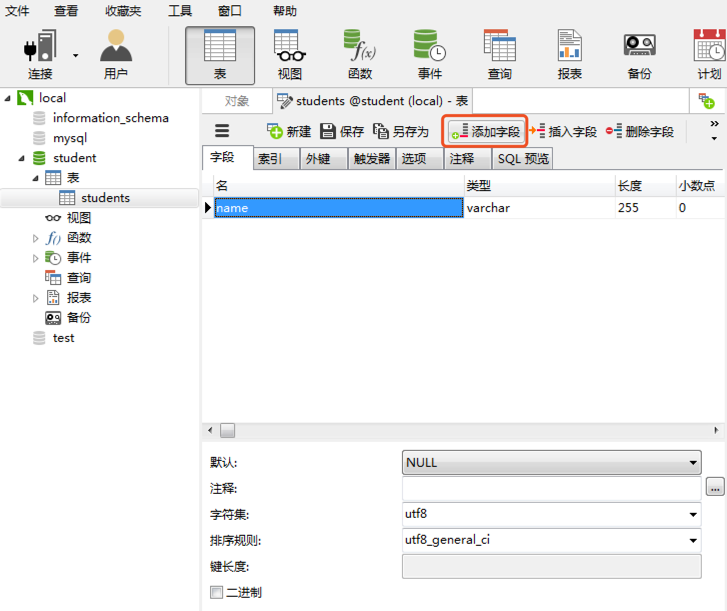 文件 查看 收藏夹 工具 窗口 帮助
连接 用户 表 视图 函数 事件 查询 报表 备份 计划
local
information_schema
mysql
student
表
students
视图
函数
事件
查询
报表
备份
test
对象 students @student (local) - 表
新建 保存 另存为 添加字段 插入字段 删除字段 »
字段 索引 外键 触发器 选项 注释 SQL 预览
名 类型 长度 小数点
name varchar 255 0
默认: NULL
注释: ...
字符集: utf8
排序规则: utf8_general_ci
键长度:
二进制